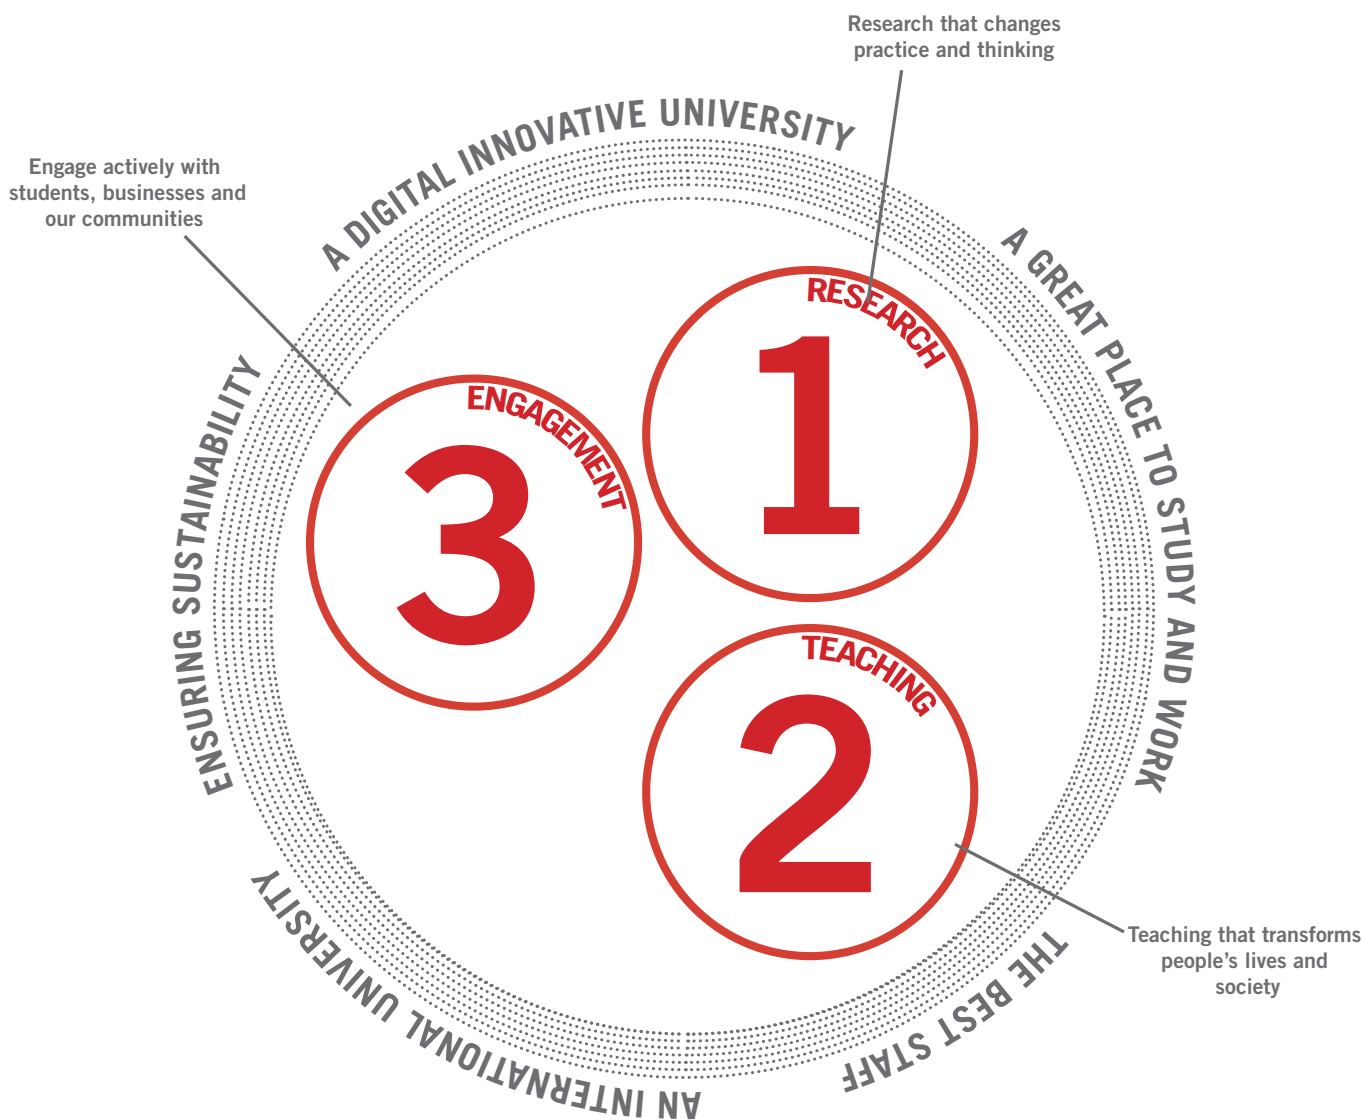 Research that changes
practice and thinking
A DIGITAL INNOVATIVE UNIVERSITY
Engage actively with
students, businesses and
our communities
A GREAT PLACE TO STUDY AND WORK
RESEARCH
1
ENGAGEMENT
3
ENSURING SUSTAINABILITY
TEACHING
2
Teaching that transforms
people's lives and
society
THE BEST STAFF
AN INTERNATIONAL UNIVERSITY